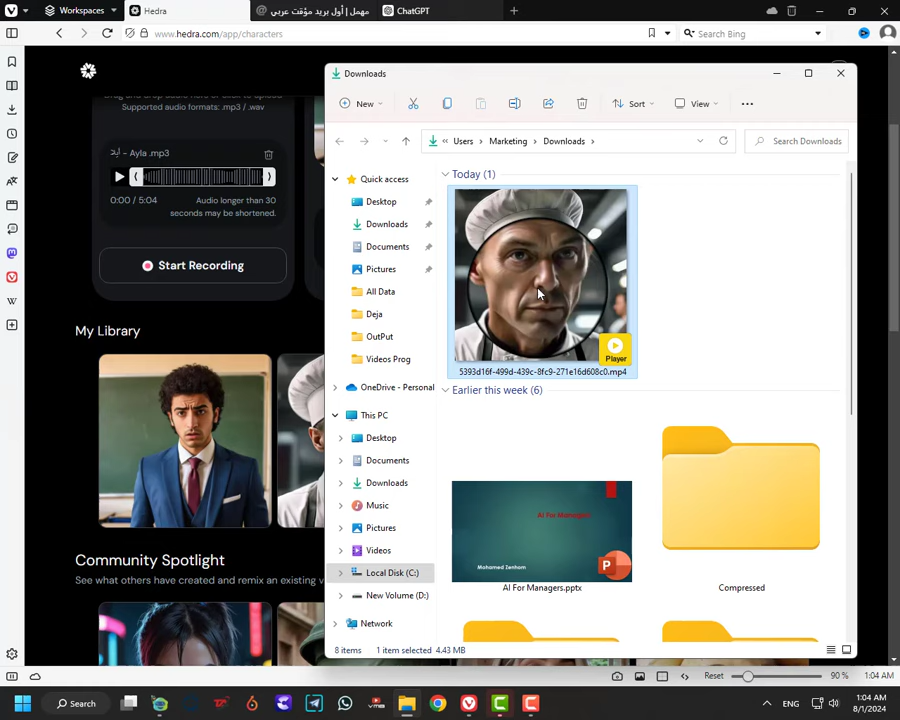 Workspaces
Hedra
مهمل | أول بريد مؤقت عربي
ChatGPT
www.hedra.com/app/characters
Search Bing
Supported audio formats: .mp3 / .wav
Ayla .mp3
0:00 / 5:04
Audio longer than 30
seconds may be shortened.
Start Recording
My Library
Community Spotlight
See what others have created and remix an existing v
Downloads
New
Sort
View
Users
Marketing
Downloads
Search Downloads
Quick access
Desktop
Downloads
Documents
Pictures
All Data
Deja
OutPut
Videos Prog
OneDrive - Personal
This PC
Desktop
Documents
Downloads
Music
Pictures
Videos
Local Disk (C:)
New Volume (D:)
Network
Today (1)
Player
5393d16f-499d-439c-8fc9-271e16d608c0.mp4
Earlier this week (6)
AI For Managers
Mohamed Zenhom
AI For Managers.pptx
Compressed
8 items
1 item selected 4.43 MB
Reset
90 %
1:04 AM
Search
ENG
1:04 AM
8/1/2024